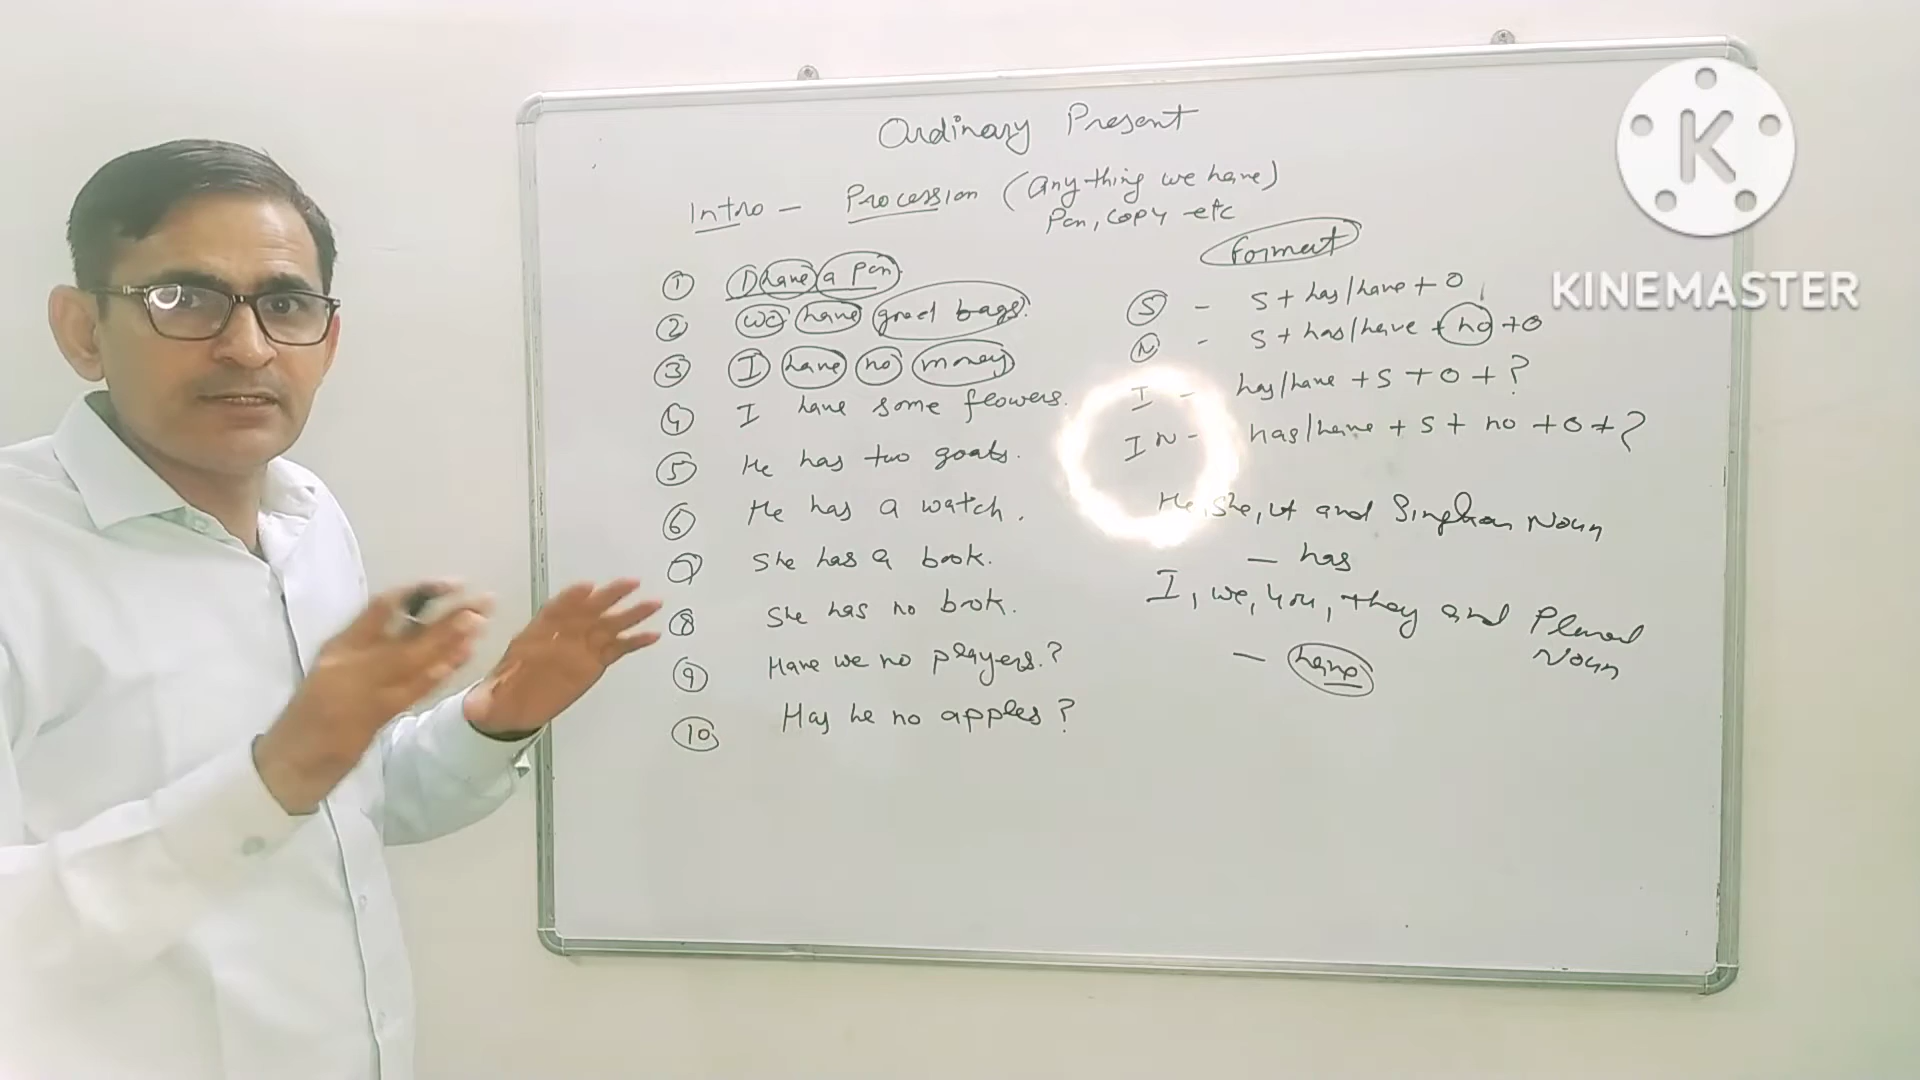 Ordinary Present
Intro - Procession (Anything we have)
Pen, copy etc
① I have a pen.
② We have good bags.
③ I have no money
④ I have some flowers.
⑤ He has two goats.
⑥ He has a watch.
⑦ She has a book.
⑧ She has no book.
⑨ Have we no players.?
⑩ Has he no apples?
Format
S - S + has/have + O
N - S + has/have + no + O
I - has/have + S + O + ?
IN - has/have + S + no + O + ?
He, She, it and Singular Noun
- has
I, we, you, they and Plural
Noun
- have
K
KINEMASTER